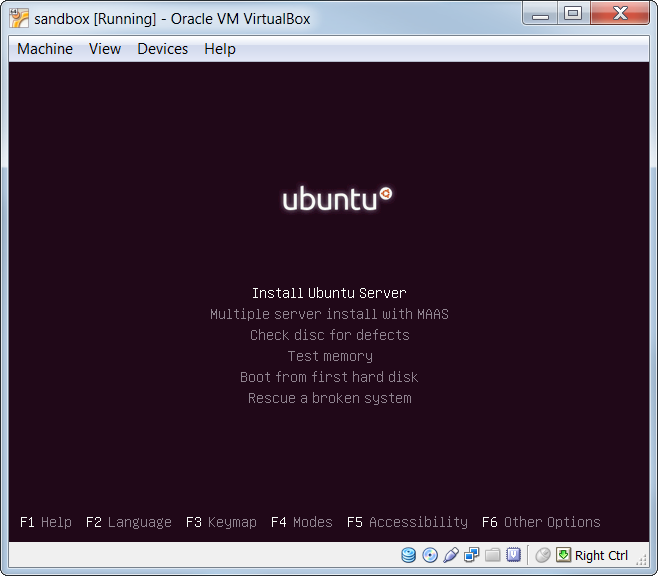 sandbox [Running] - Oracle VM VirtualBox
Machine View Devices Help
ubuntu
Install Ubuntu Server
Multiple server install with MAAS
Check disc for defects
Test memory
Boot from first hard disk
Rescue a broken system
F1 Help F2 Language F3 Keymap F4 Modes F5 Accessibility F6 Other Options
Right Ctrl